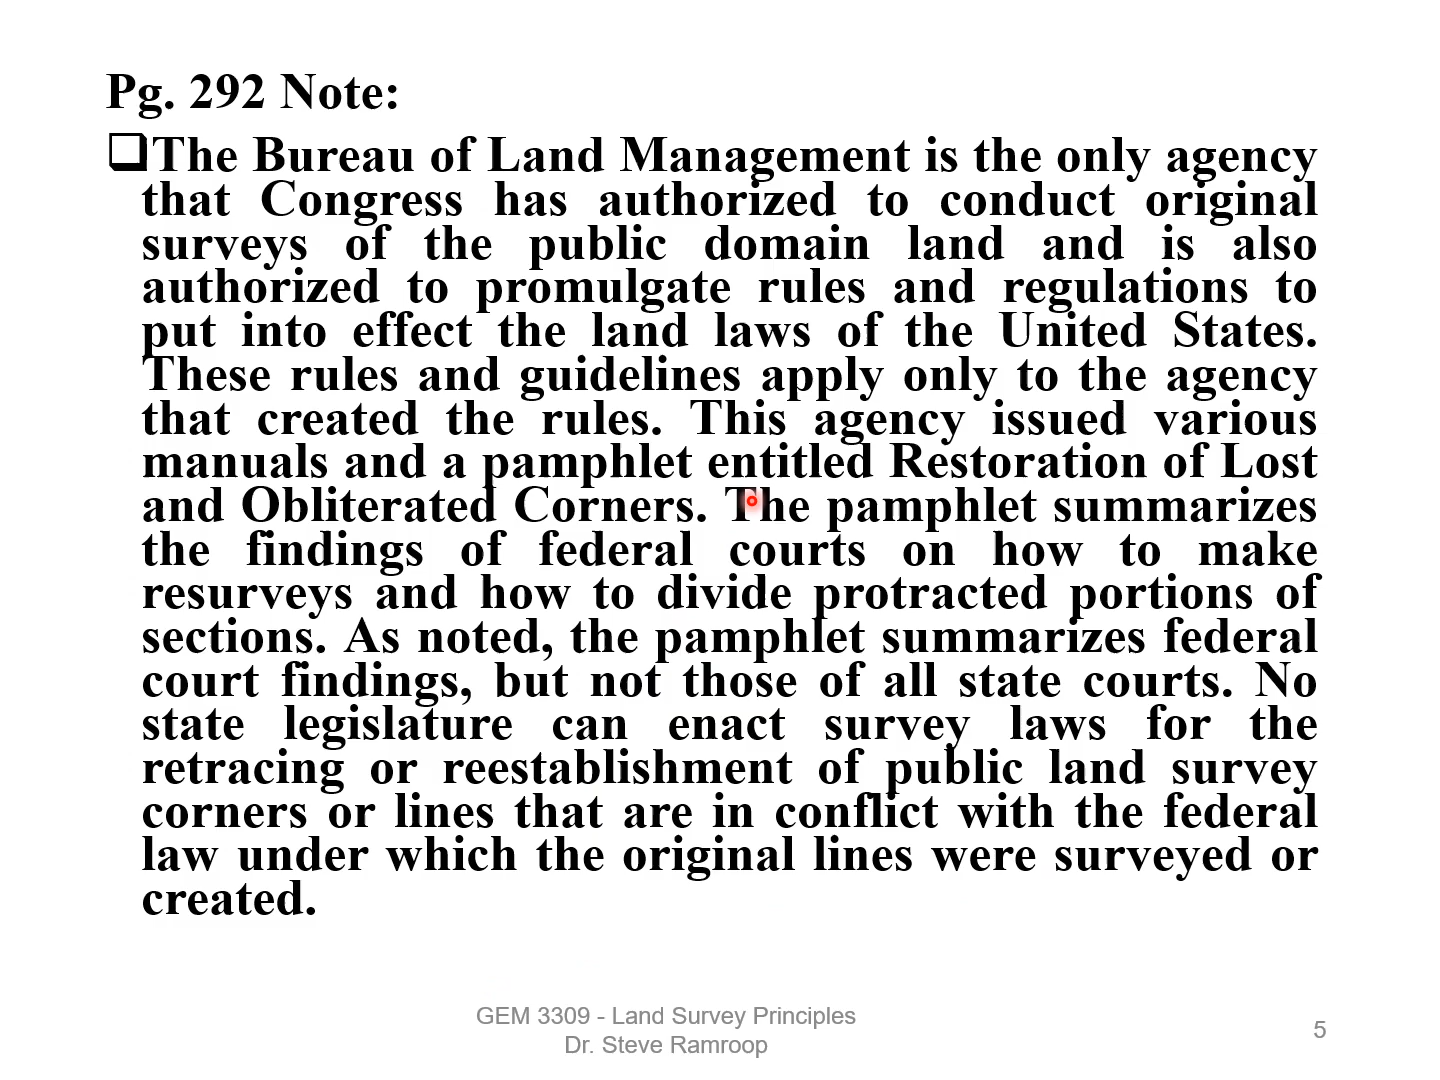 Pg. 292 Note:
❑The Bureau of Land Management is the only agency
that Congress has authorized to conduct original
surveys of the public domain land and is also
authorized to promulgate rules and regulations to
put into effect the land laws of the United States.
These rules and guidelines apply only to the agency
that created the rules. This agency issued various
manuals and a pamphlet entitled Restoration of Lost
and Obliterated Corners. The pamphlet summarizes
the findings of federal courts on how to make
resurveys and how to divide protracted portions of
sections. As noted, the pamphlet summarizes federal
court findings, but not those of all state courts. No
state legislature can enact survey laws for the
retracing or reestablishment of public land survey
corners or lines that are in conflict with the federal
law under which the original lines were surveyed or
created.
GEM 3309 - Land Survey Principles
Dr. Steve Ramroop
5